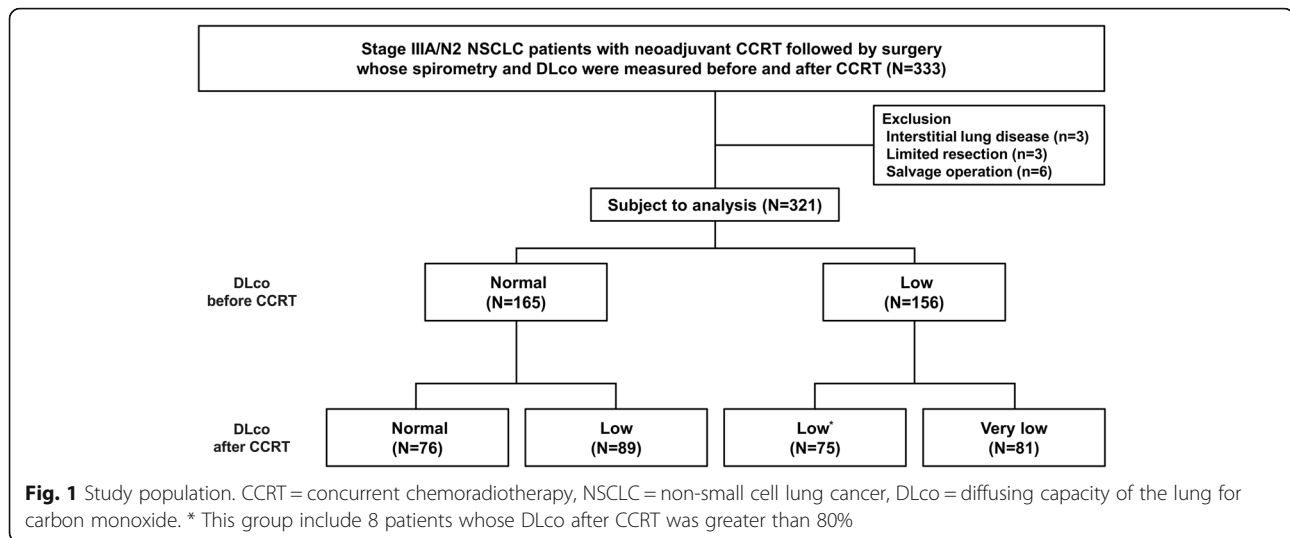 Stage IIIA/N2 NSCLC patients with neoadjuvant CCRT followed by surgery
whose spirometry and DLco were measured before and after CCRT (N=333)
Exclusion
Interstitial lung disease (n=3)
Limited resection (n=3)
Salvage operation (n=6)
Subject to analysis (N=321)
DLco
before CCRT
Normal
(N=165)
Low
(N=156)
DLco
after CCRT
Normal
(N=76)
Low
(N=89)
Low*
(N=75)
Very low
(N=81)
Fig. 1 Study population. CCRT = concurrent chemoradiotherapy, NSCLC = non-small cell lung cancer, DLco = diffusing capacity of the lung for
carbon monoxide. * This group include 8 patients whose DLco after CCRT was greater than 80%